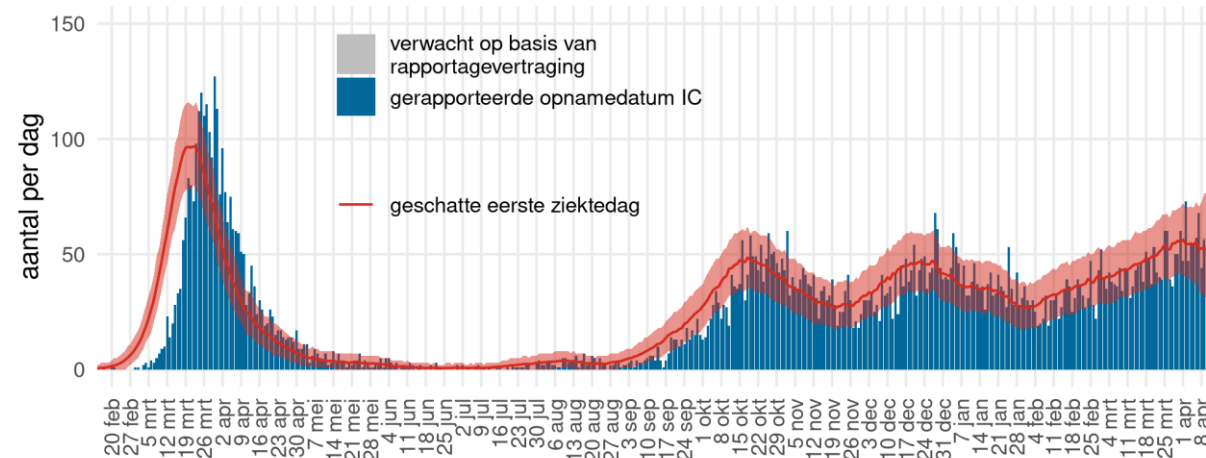 150
100
50
0
aantal per dag
verwacht op basis van
rapportagevertraging
gerapporteerde opnamedatum IC
geschatte eerste ziektedag
20 feb
27 feb
5 mrt
12 mrt
19 mrt
26 mrt
2 apr
9 apr
16 apr
23 apr
30 apr
7 mei
14 mei
21 mei
28 mei
4 jun
11 jun
18 jun
25 jun
2 jul
9 jul
16 jul
23 jul
30 jul
6 aug
13 aug
20 aug
27 aug
3 sep
10 sep
17 sep
24 sep
1 okt
8 okt
15 okt
22 okt
29 okt
5 nov
12 nov
19 nov
26 nov
3 dec
10 dec
17 dec
24 dec
31 dec
7 jan
14 jan
21 jan
28 jan
4 feb
11 feb
18 feb
25 feb
4 mrt
11 mrt
18 mrt
25 mrt
1 apr
8 apr